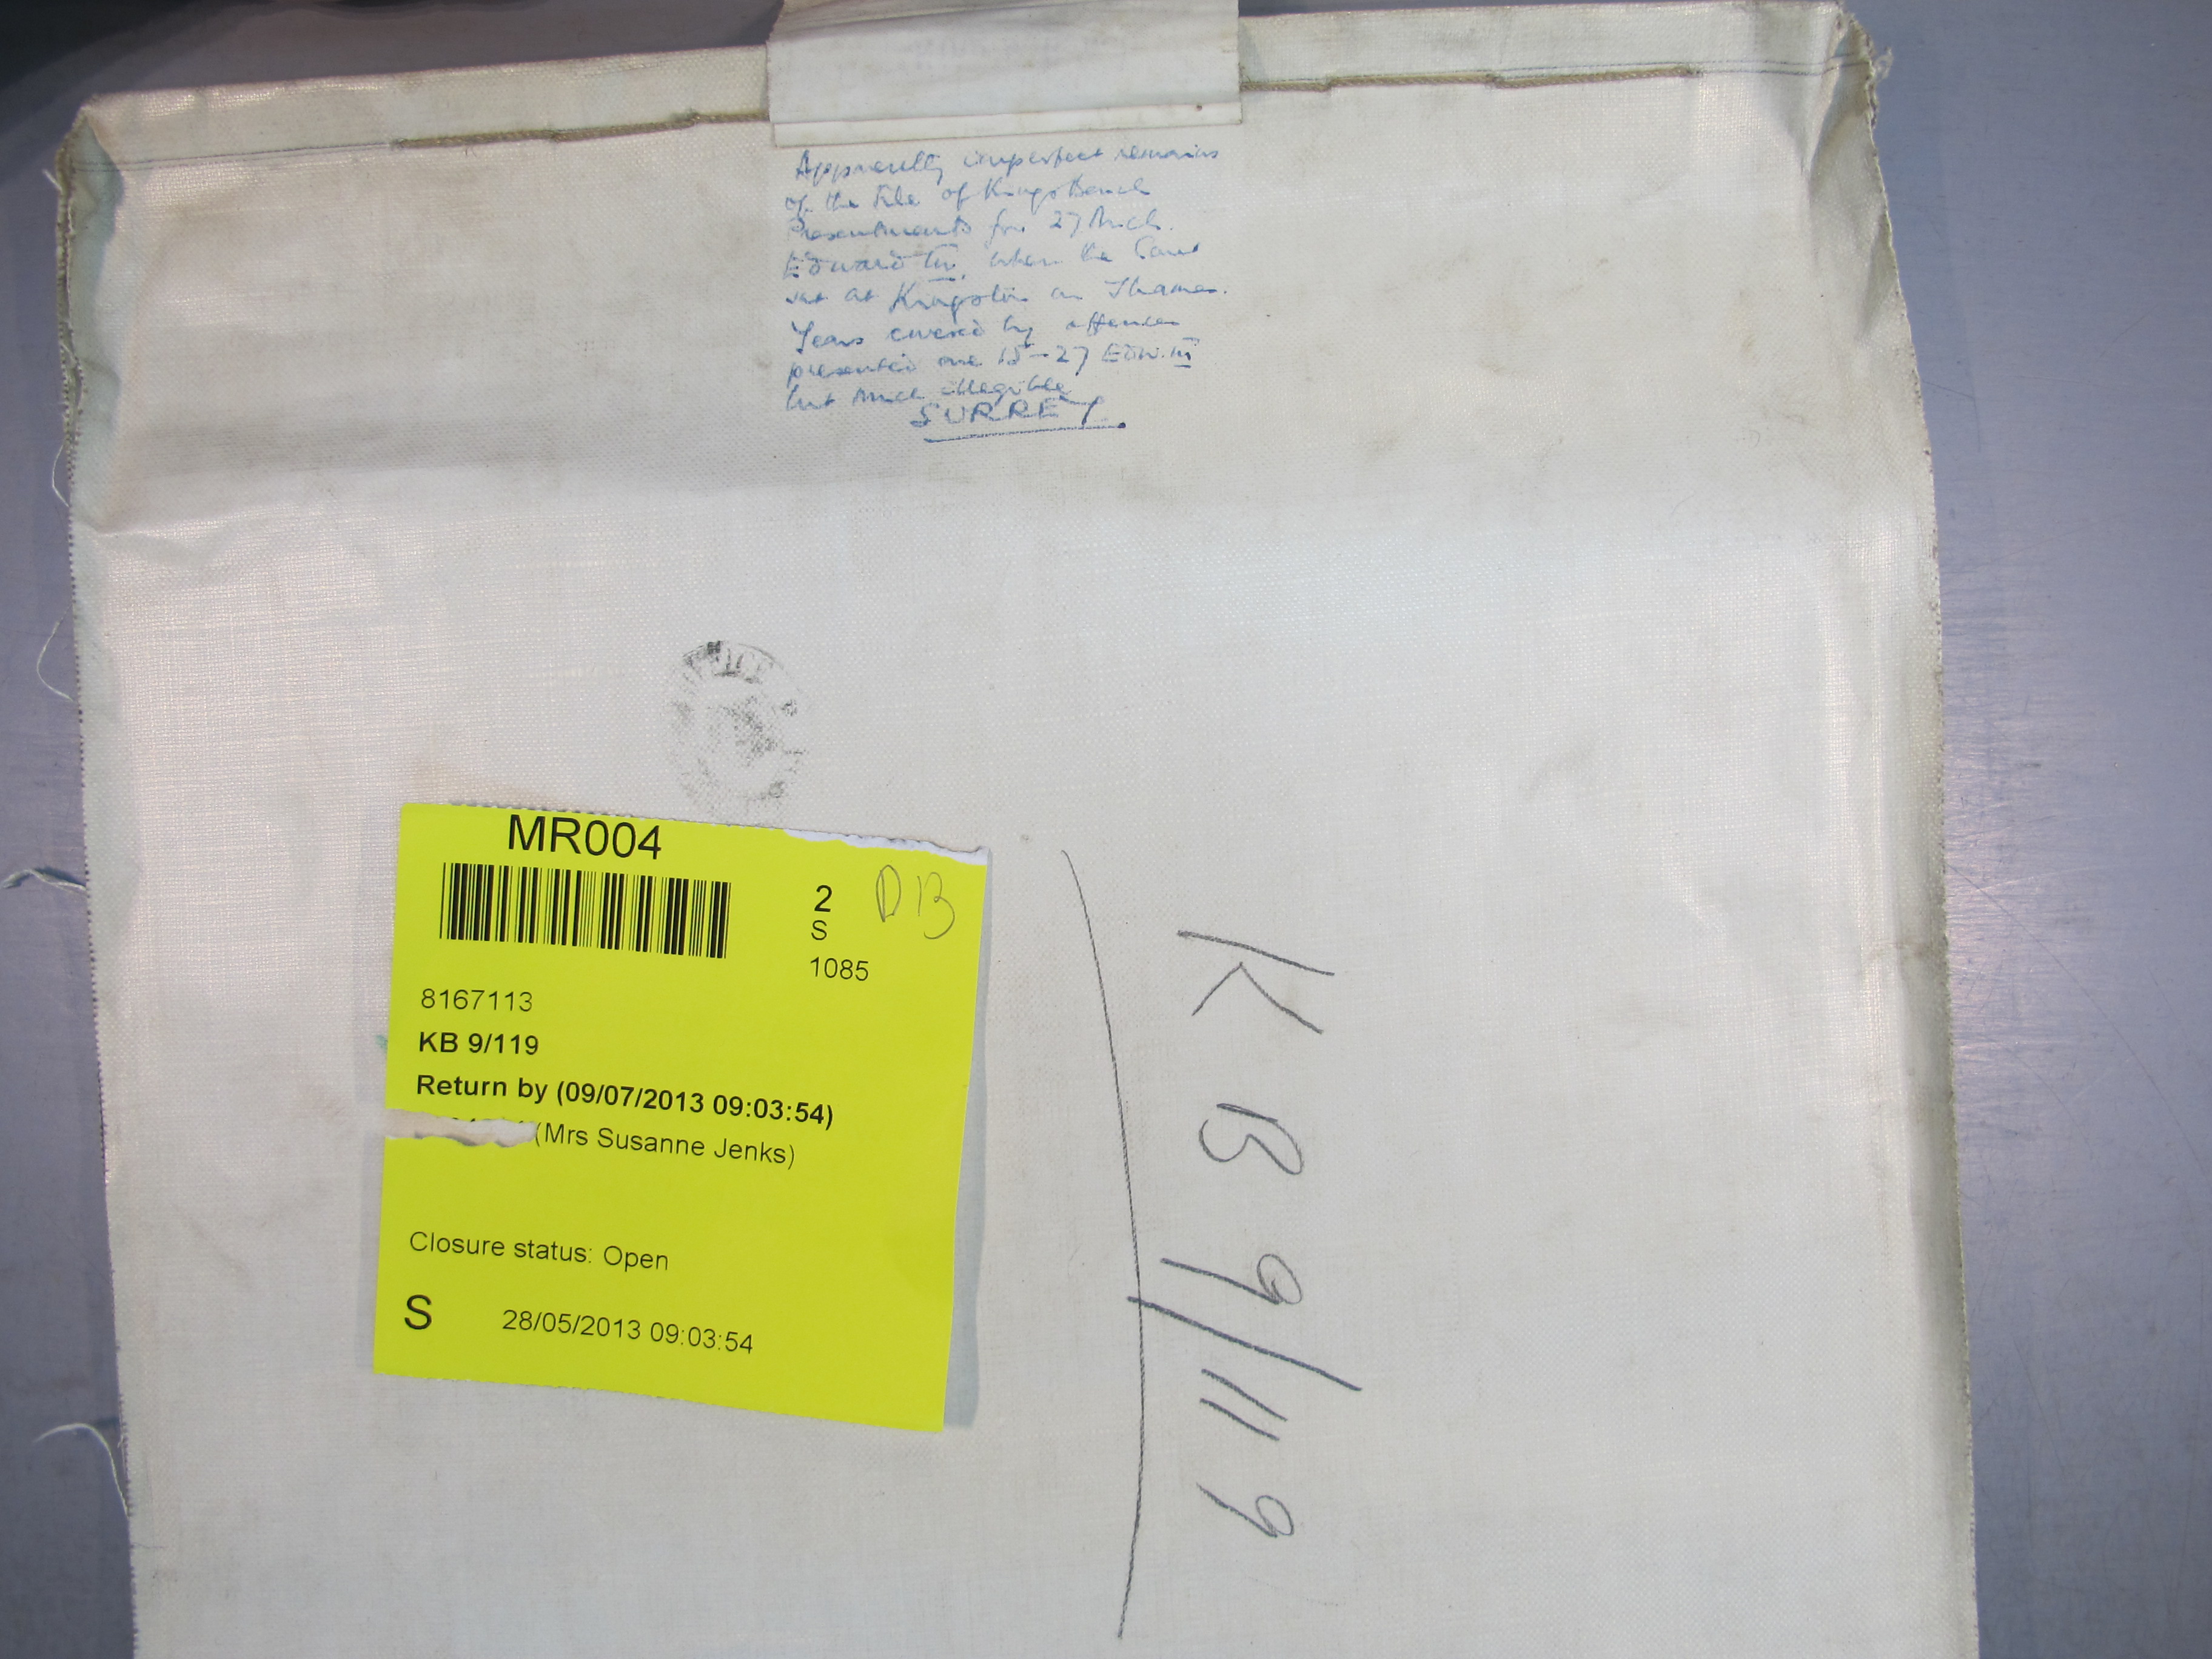 Apparently imperfect remains
of the file of Kings Bench
Presentments for 27 Mich.
Edward III, when the Court
sat at Kingston on Thames.
Years covered by offences
presented are 15-27 Edw. III
but much illegible
SURREY
MR004
2 DB
S
1085
8167113
KB 9/119
Return by (09/07/2013 09:03:54)
(Mrs Susanne Jenks)
Closure status: Open
S 28/05/2013 09:03:54
KB 9/119